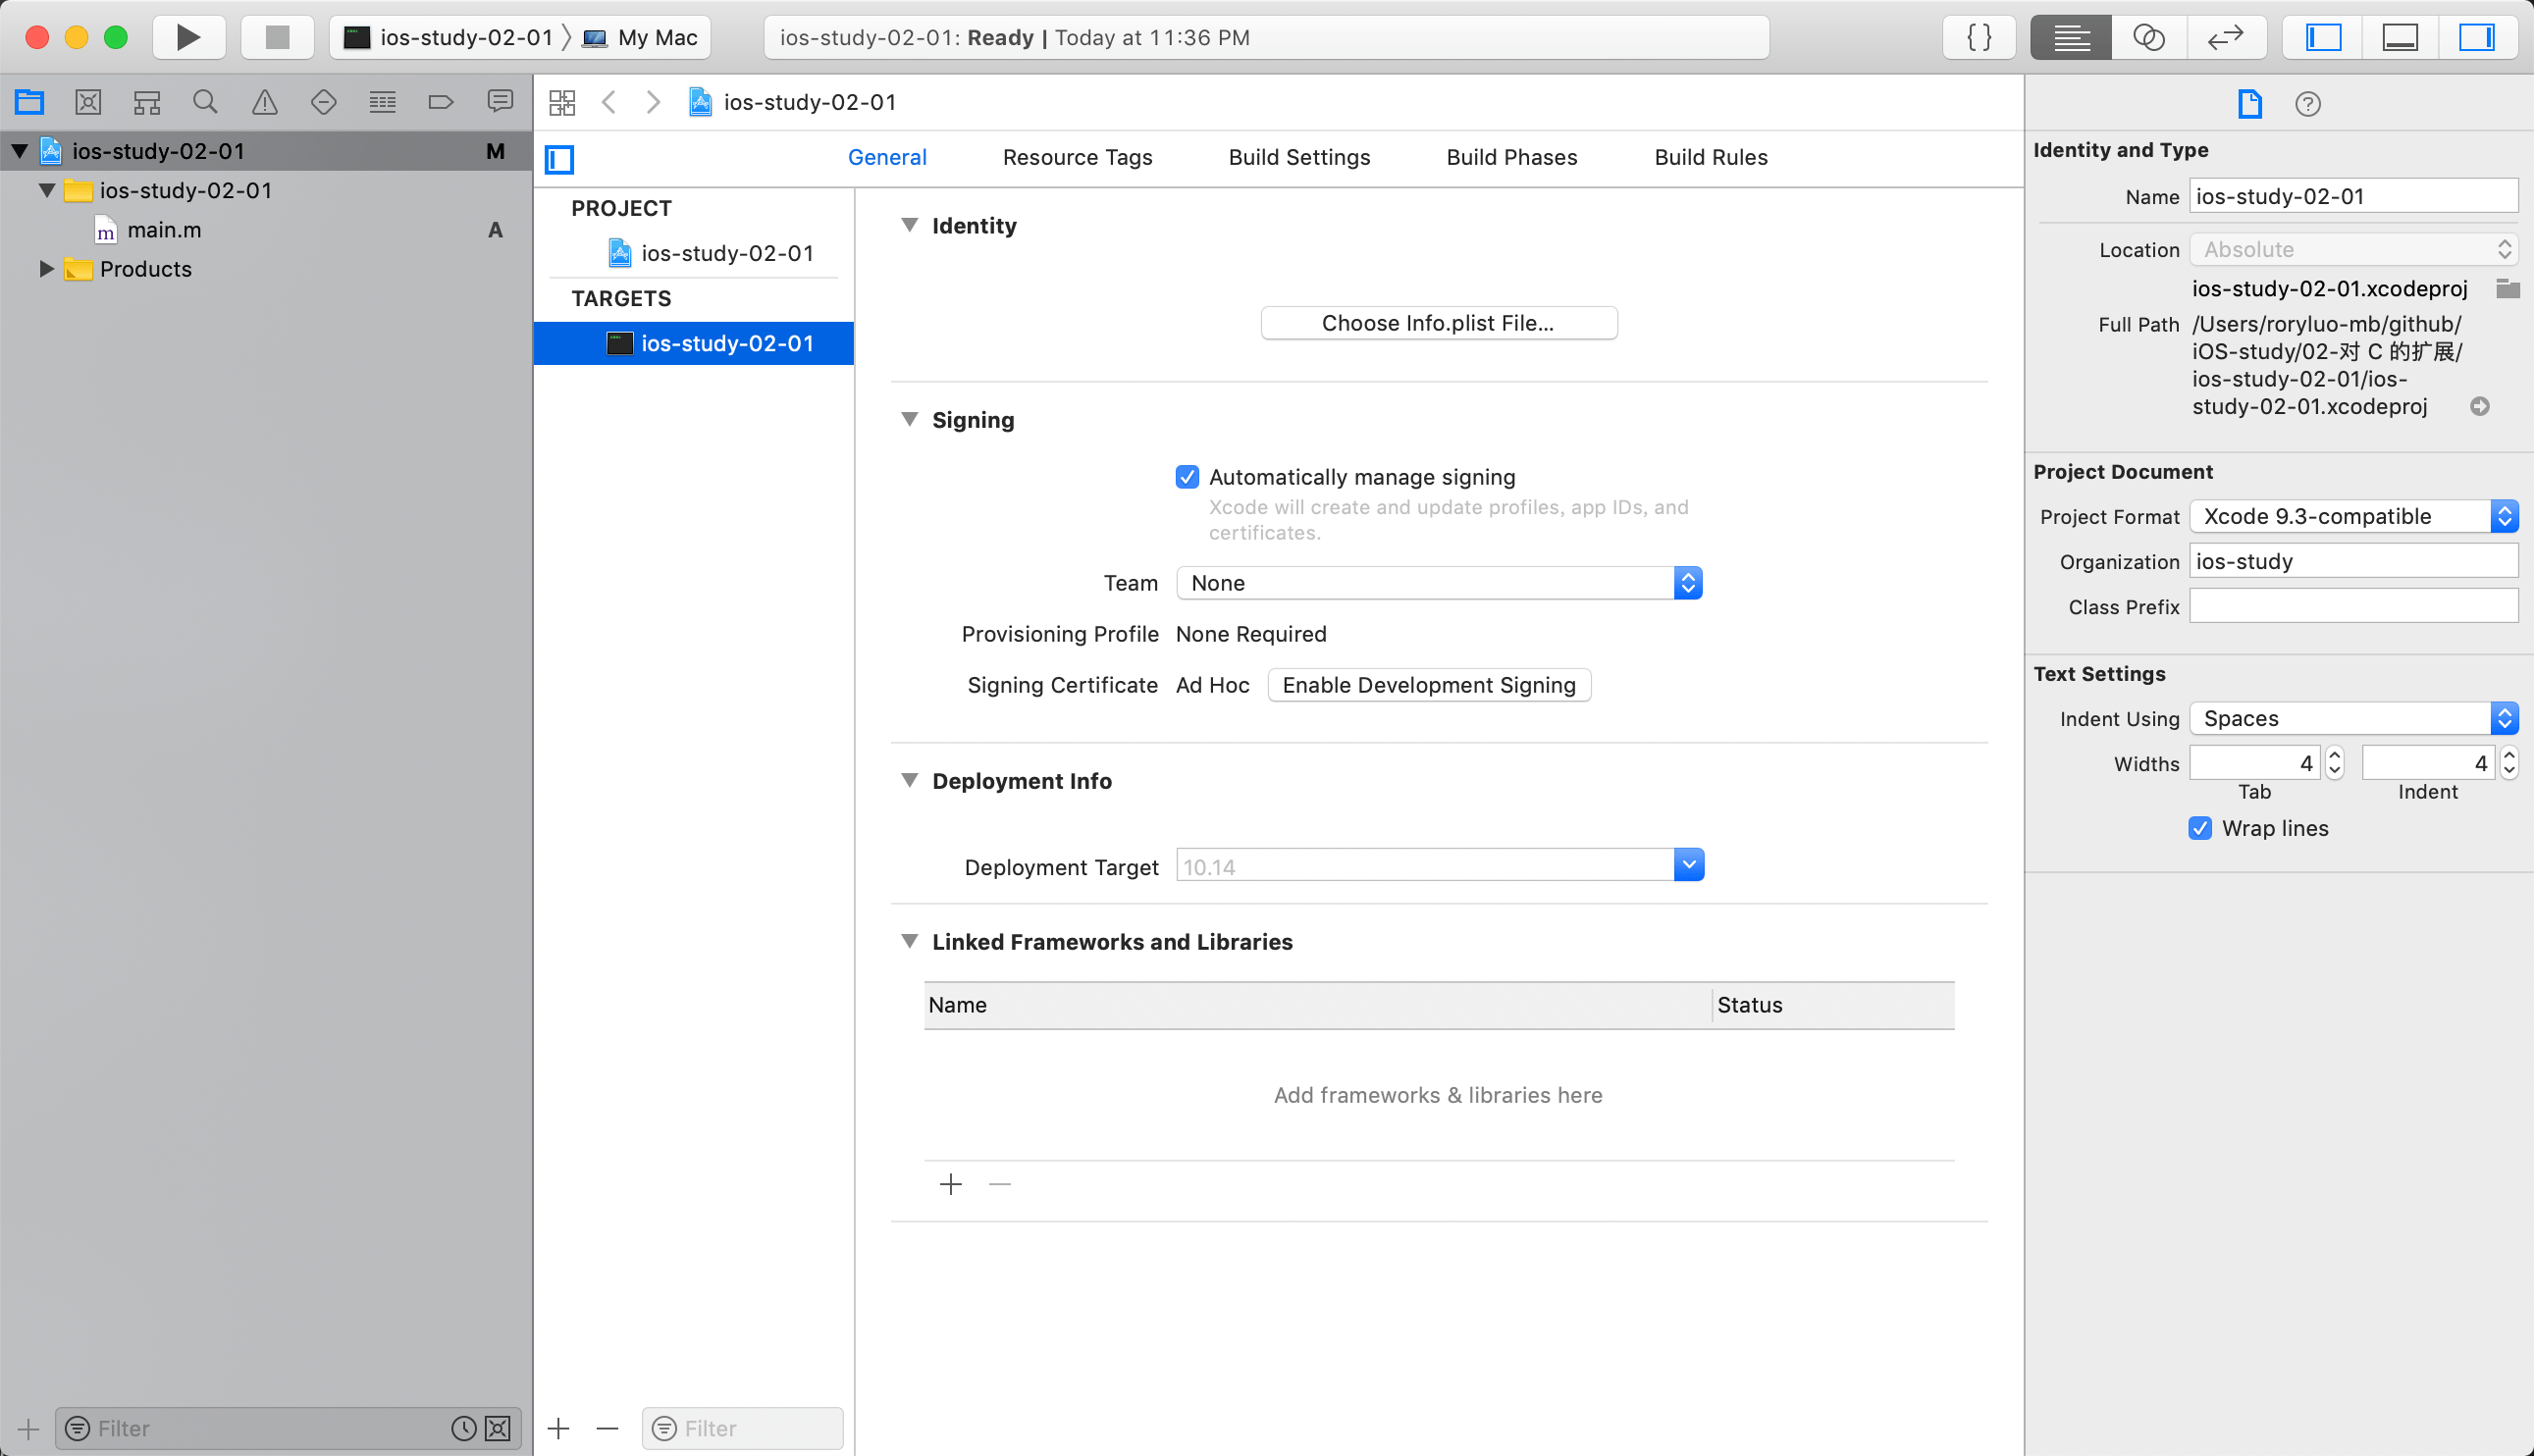 ios-study-02-01 My Mac
ios-study-02-01: Ready | Today at 11:36 PM
{ }
ios-study-02-01 M
ios-study-02-01
main.m A
Products
Filter
ios-study-02-01
General Resource Tags Build Settings Build Phases Build Rules
PROJECT
ios-study-02-01
TARGETS
ios-study-02-01
Filter
Identity
Choose Info.plist File...
Signing
Automatically manage signing
Xcode will create and update profiles, app IDs, and
certificates.
Team None
Provisioning Profile None Required
Signing Certificate Ad Hoc Enable Development Signing
Deployment Info
Deployment Target 10.14
Linked Frameworks and Libraries
Name Status
Add frameworks & libraries here
Identity and Type
Name ios-study-02-01
Location Absolute
ios-study-02-01.xcodeproj
Full Path /Users/roryluo-mb/github/
iOS-study/02-对 C 的扩展/
ios-study-02-01/ios-
study-02-01.xcodeproj
Project Document
Project Format Xcode 9.3-compatible
Organization ios-study
Class Prefix
Text Settings
Indent Using Spaces
Widths 4 4
Tab Indent
Wrap lines